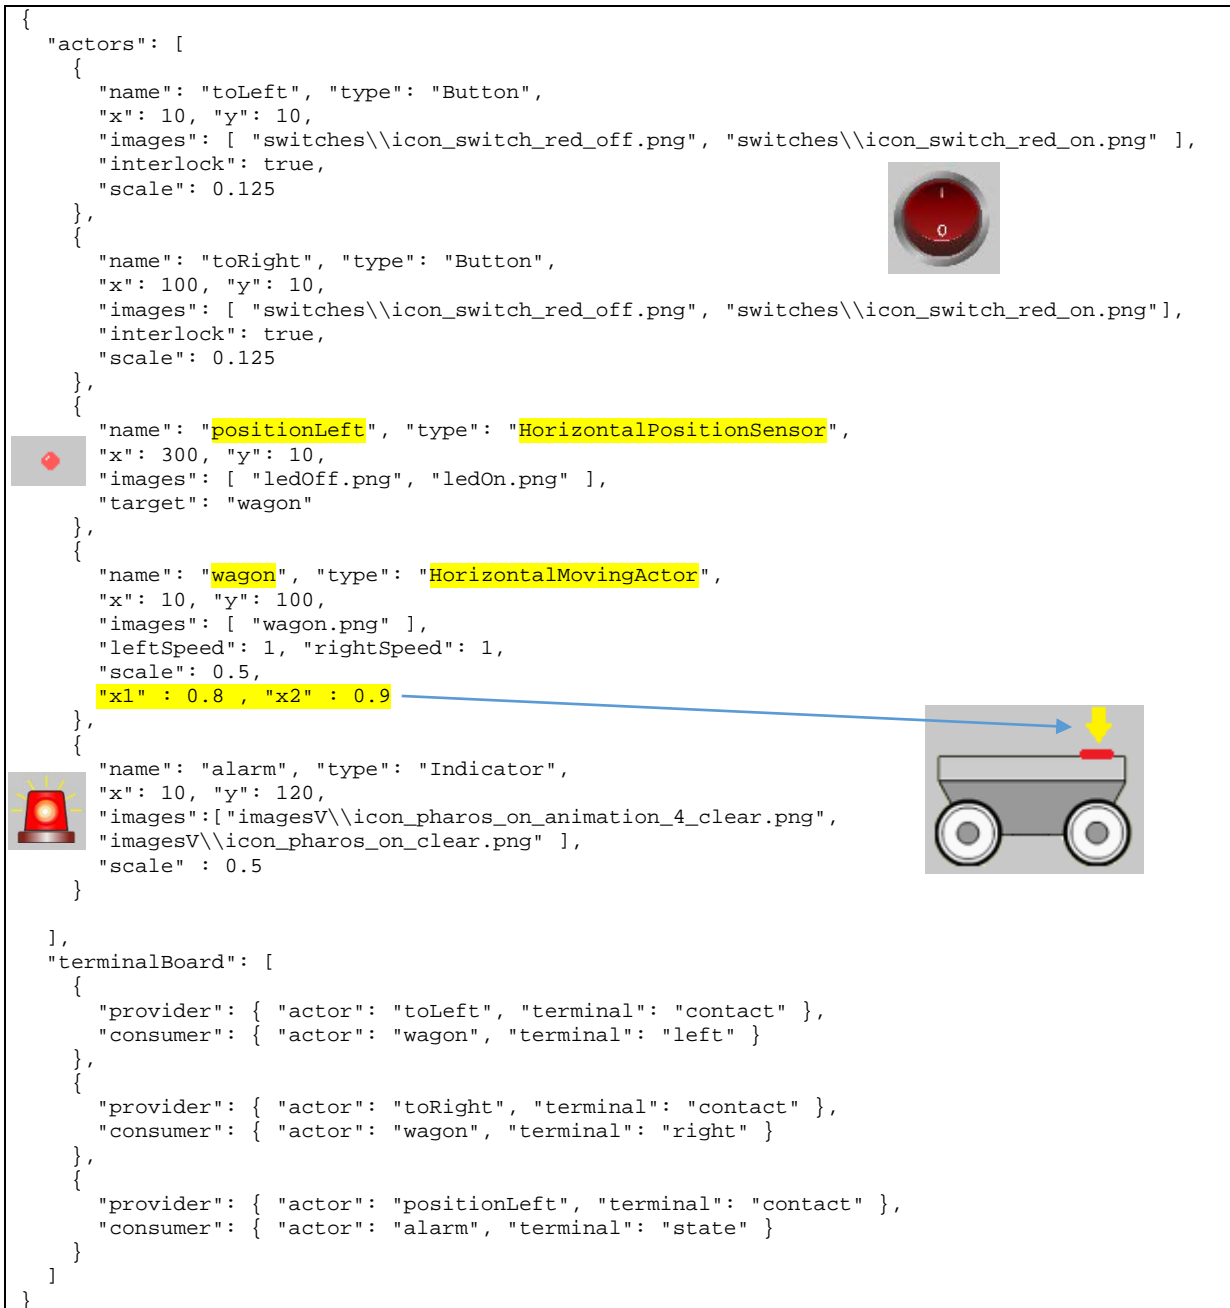 {
  "actors": [
    {
      "name": "toLeft", "type": "Button",
      "x": 10, "y": 10,
      "images": [ "switches\\icon_switch_red_off.png", "switches\\icon_switch_red_on.png" ],
      "interlock": true,
      "scale": 0.125
    },
    {
      "name": "toRight", "type": "Button",
      "x": 100, "y": 10,
      "images": [ "switches\\icon_switch_red_off.png", "switches\\icon_switch_red_on.png"],
      "interlock": true,
      "scale": 0.125
    },
    {
      "name": "positionLeft", "type": "HorizontalPositionSensor",
      "x": 300, "y": 10,
      "images": [ "ledOff.png", "ledOn.png" ],
      "target": "wagon"
    },
    {
      "name": "wagon", "type": "HorizontalMovingActor",
      "x": 10, "y": 100,
      "images": [ "wagon.png" ],
      "leftSpeed": 1, "rightSpeed": 1,
      "scale": 0.5,
      "x1" : 0.8 , "x2" : 0.9
    },
    {
      "name": "alarm", "type": "Indicator",
      "x": 10, "y": 120,
      "images":["imagesV\\icon_pharos_on_animation_4_clear.png",
      "imagesV\\icon_pharos_on_clear.png" ],
      "scale" : 0.5
    }
  ],
  "terminalBoard": [
    {
      "provider": { "actor": "toLeft", "terminal": "contact" },
      "consumer": { "actor": "wagon", "terminal": "left" }
    },
    {
      "provider": { "actor": "toRight", "terminal": "contact" },
      "consumer": { "actor": "wagon", "terminal": "right" }
    },
    {
      "provider": { "actor": "positionLeft", "terminal": "contact" },
      "consumer": { "actor": "alarm", "terminal": "state" }
    }
  ]
}
I
0